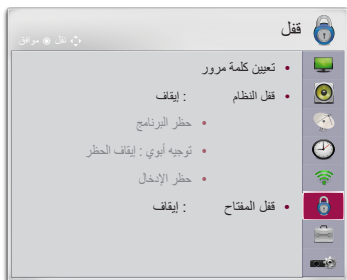 قفل
نقل موافق
تعيين كلمة مرور
قفل النظام : إيقاف
حظر البرنامج
توجيه أبوي : إيقاف الحظر
حظر الإدخال
قفل المفتاح : إيقاف